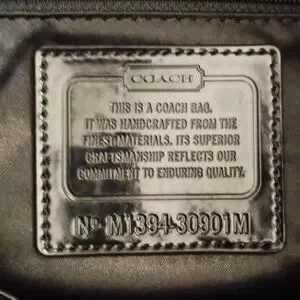 COACH
THIS IS A COACH BAG.
IT WAS HANDCRAFTED FROM THE
FINEST MATERIALS. ITS SUPERIOR
CRAFTSMANSHIP REFLECTS OUR
COMMITMENT TO ENDURING QUALITY.
No M1394-30901M